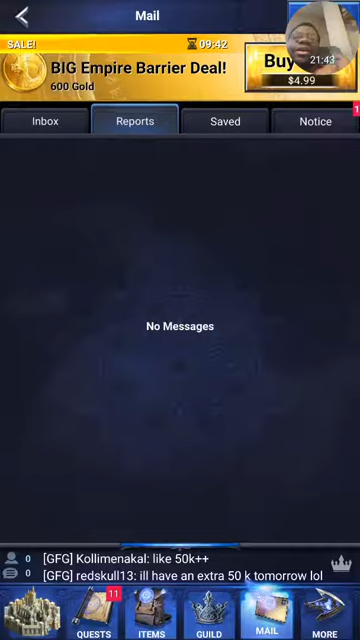 Mail
SALE!
09:42
BIG Empire Barrier Deal!
600 Gold
Buy
21:43
$4.99
Inbox
Reports
Saved
Notice
1
No Messages
0
[GFG] Kollimenakal: like 50k++
0
[GFG] redskull13: ill have an extra 50 k tomorrow lol
11
QUESTS
ITEMS
GUILD
MAIL
MORE